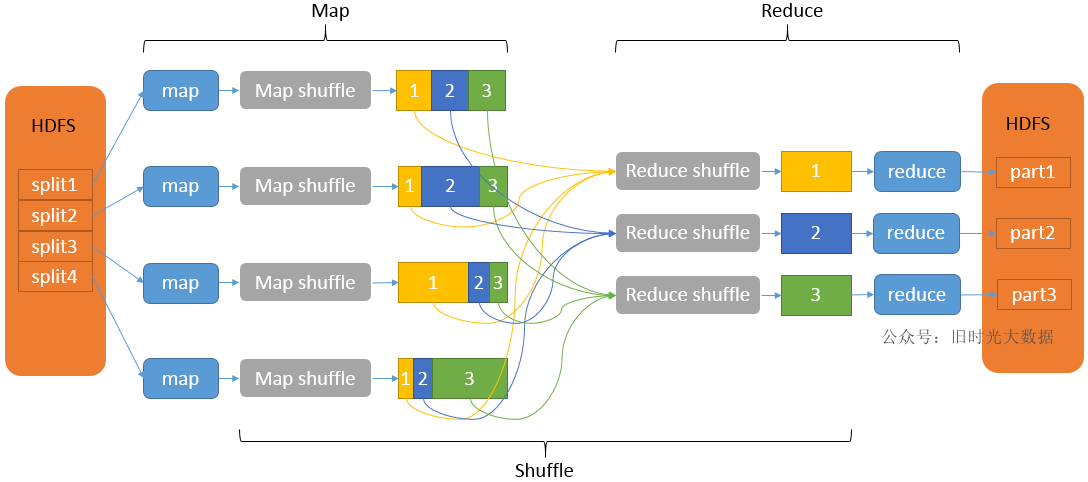 Map
Reduce
HDFS
split1
split2
split3
split4
map
Map shuffle
1 2 3
map
Map shuffle
1 2 3
map
Map shuffle
1 2 3
map
Map shuffle
1 2 3
Reduce shuffle
1
reduce
Reduce shuffle
2
reduce
Reduce shuffle
3
reduce
HDFS
part1
part2
part3
公众号：旧时光大数据
Shuffle